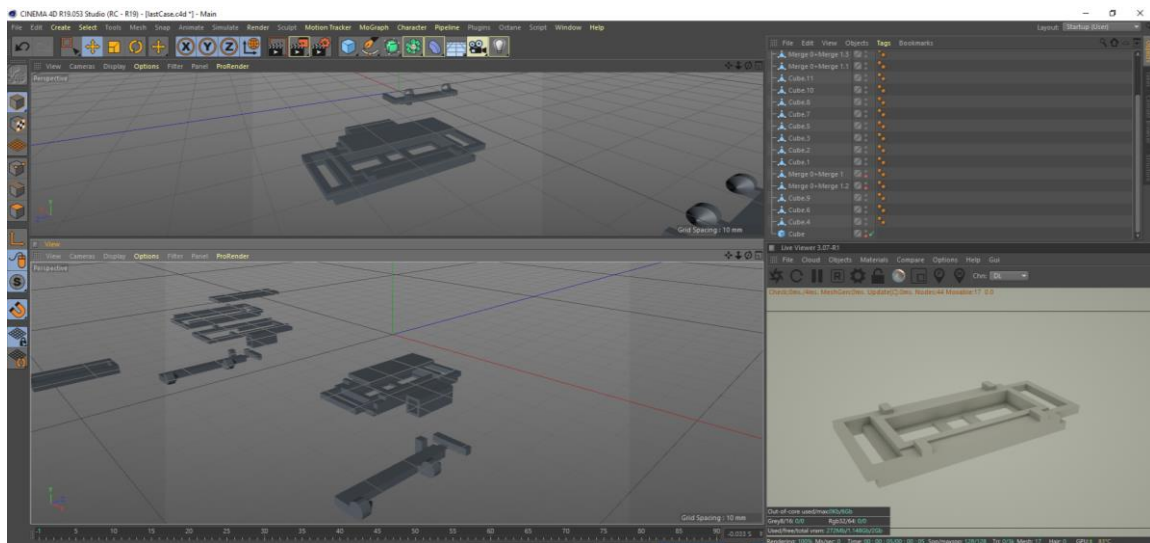 CINEMA 4D R19.053 Studio (RC - R19) - [lastCase.c4d *] - Main
File Edit Create Select Tools Mesh Snap Animate Simulate Render Sculpt Motion Tracker MoGraph Character Pipeline Plugins Octane Script Window Help
Layout: Startup (User)
View Cameras Display Options Filter Panel ProRender
Perspective
Grid Spacing : 10 mm
View
View Cameras Display Options Filter Panel ProRender
Perspective
Grid Spacing : 10 mm
-1 5 10 15 20 25 30 35 40 45 50 55 60 65 70 75 80 85 90
File Edit View Objects Tags Bookmarks
Merge 0+Merge 1.3
Merge 0+Merge 1.1
Cube.11
Cube.10
Cube.8
Cube.7
Cube.5
Cube.3
Cube.2
Cube.1
Merge 0+Merge 1
Merge 0+Merge 1.2
Cube.9
Cube.6
Cube.4
Cube
Live Viewer 3.07-R1
File Cloud Objects Materials Compare Options Help Gui
Chn: DL
Out-of-core used/max:0Kb/6Gb
Grey8/16: 0/0 Rgb32/64: 0/0